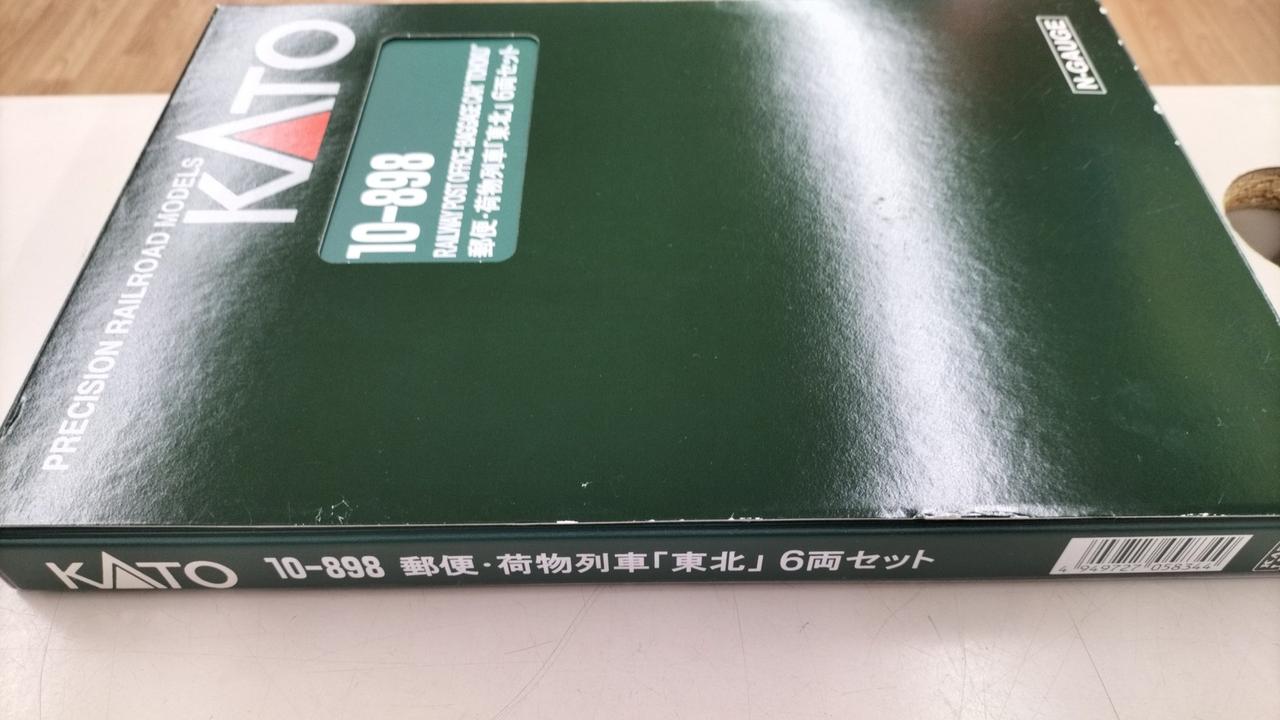 KATO
PRECISION RAILROAD MODELS
10-898
RAILWAY POST OFFICE·BAGGAGE CAR "TOHOKU"
郵便・荷物列車「東北」6両セット
N-GAUGE
KATO 10-898 郵便・荷物列車「東北」6両セット
4 949727 058344